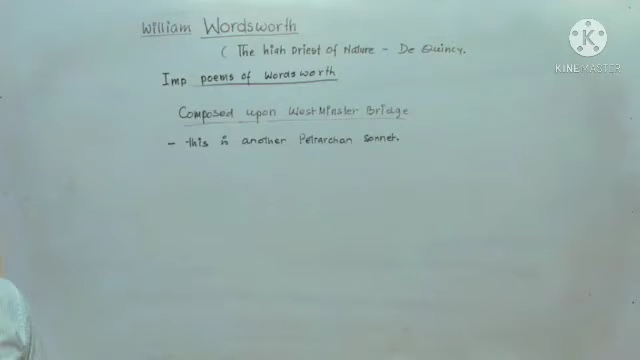 William Wordsworth
( The high Priest of Nature - De Quincy.
Imp poems of Wordsworth
Composed upon WestMinster Bridge
- this is another Petrarchan Sonnet.
K
KINEMASTER